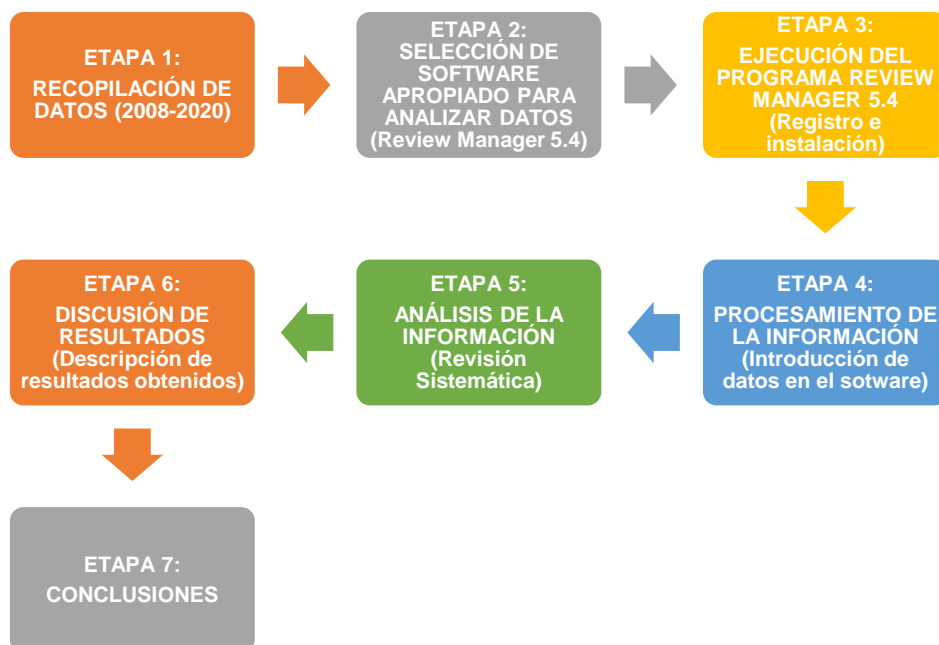 ETAPA 1:
RECOPILACIÓN DE
DATOS (2008-2020)
ETAPA 2:
SELECCIÓN DE
SOFTWARE
APROPIADO PARA
ANALIZAR DATOS
(Review Manager 5.4)
ETAPA 3:
EJECUCIÓN DEL
PROGRAMA REVIEW
MANAGER 5.4
(Registro e
instalación)
ETAPA 4:
PROCESAMIENTO DE
LA INFORMACIÓN
(Introducción de
datos en el sotware)
ETAPA 5:
ANÁLISIS DE LA
INFORMACIÓN
(Revisión
Sistemática)
ETAPA 6:
DISCUSIÓN DE
RESULTADOS
(Descripción de
resultados obtenidos)
ETAPA 7:
CONCLUSIONES